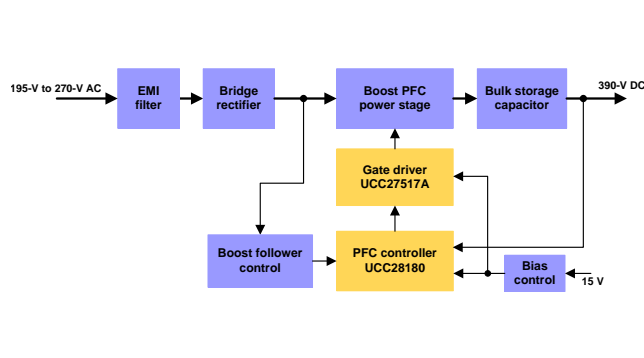 195-V to 270-V AC
EMI
filter
Bridge
rectifier
Boost PFC
power stage
Bulk storage
capacitor
390-V DC
Gate driver
UCC27517A
Boost follower
control
PFC controller
UCC28180
Bias
control
15 V